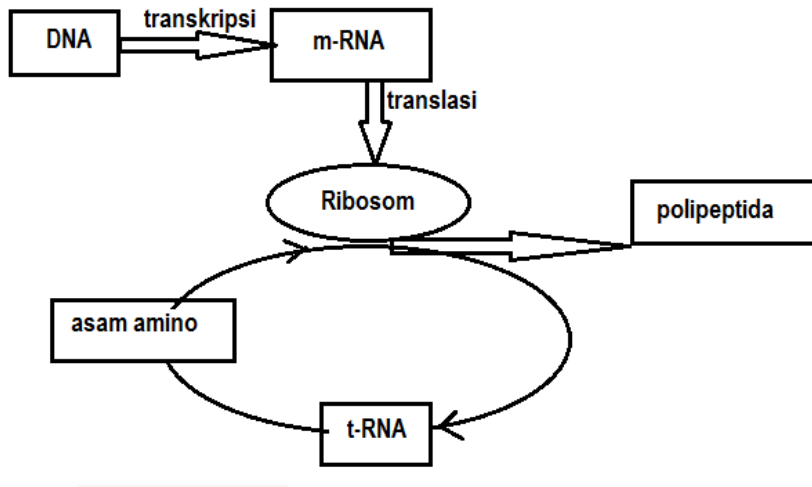 transkripsi
DNA
m-RNA
translasi
Ribosom
polipeptida
asam amino
t-RNA